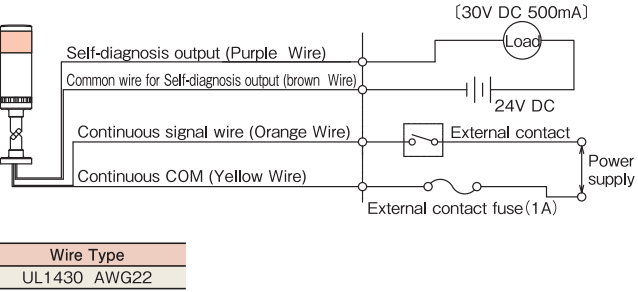 〔30V DC 500mA〕
Load
Self-diagnosis output (Purple Wire)
Common wire for Self-diagnosis output (brown Wire)
24V DC
Continuous signal wire (Orange Wire)
External contact
Continuous COM (Yellow Wire)
Power
supply
External contact fuse(1A)
Wire Type
UL1430 AWG22